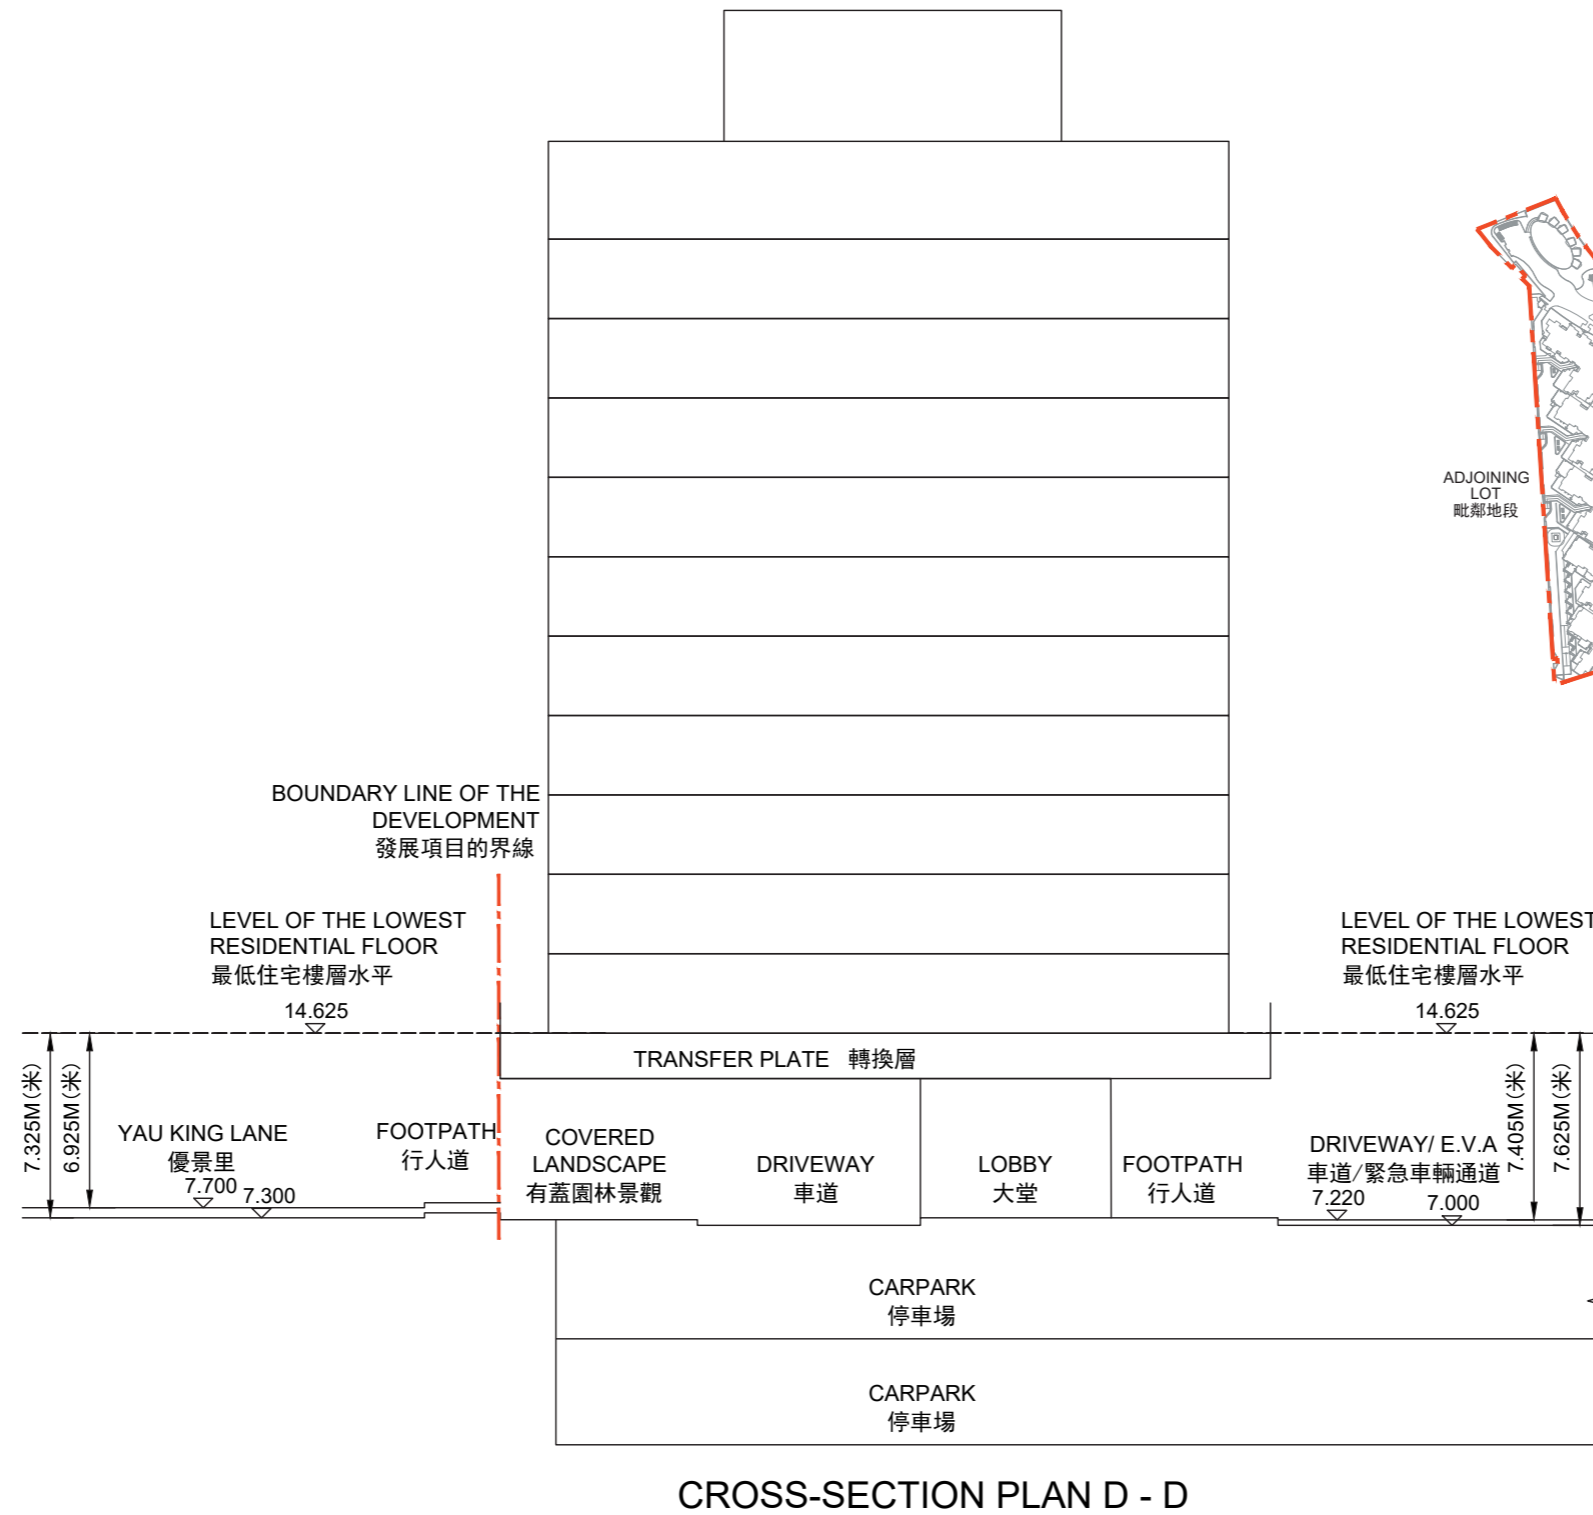 ADJOINING
LOT
毗鄰地段
BOUNDARY LINE OF THE
DEVELOPMENT
發展項目的界線
LEVEL OF THE LOWEST
RESIDENTIAL FLOOR
最低住宅樓層水平
14.625
LEVEL OF THE LOWEST
RESIDENTIAL FLOOR
最低住宅樓層水平
14.625
TRANSFER PLATE 轉換層
7.325M(米)
6.925M(米)
YAU KING LANE
優景里
7.700
7.300
FOOTPATH
行人道
COVERED
LANDSCAPE
有蓋園林景觀
DRIVEWAY
車道
LOBBY
大堂
FOOTPATH
行人道
DRIVEWAY/ E.V.A
車道/緊急車輛通道
7.220
7.000
7.405M(米)
7.625M(米)
CARPARK
停車場
CARPARK
停車場
CROSS-SECTION PLAN D - D